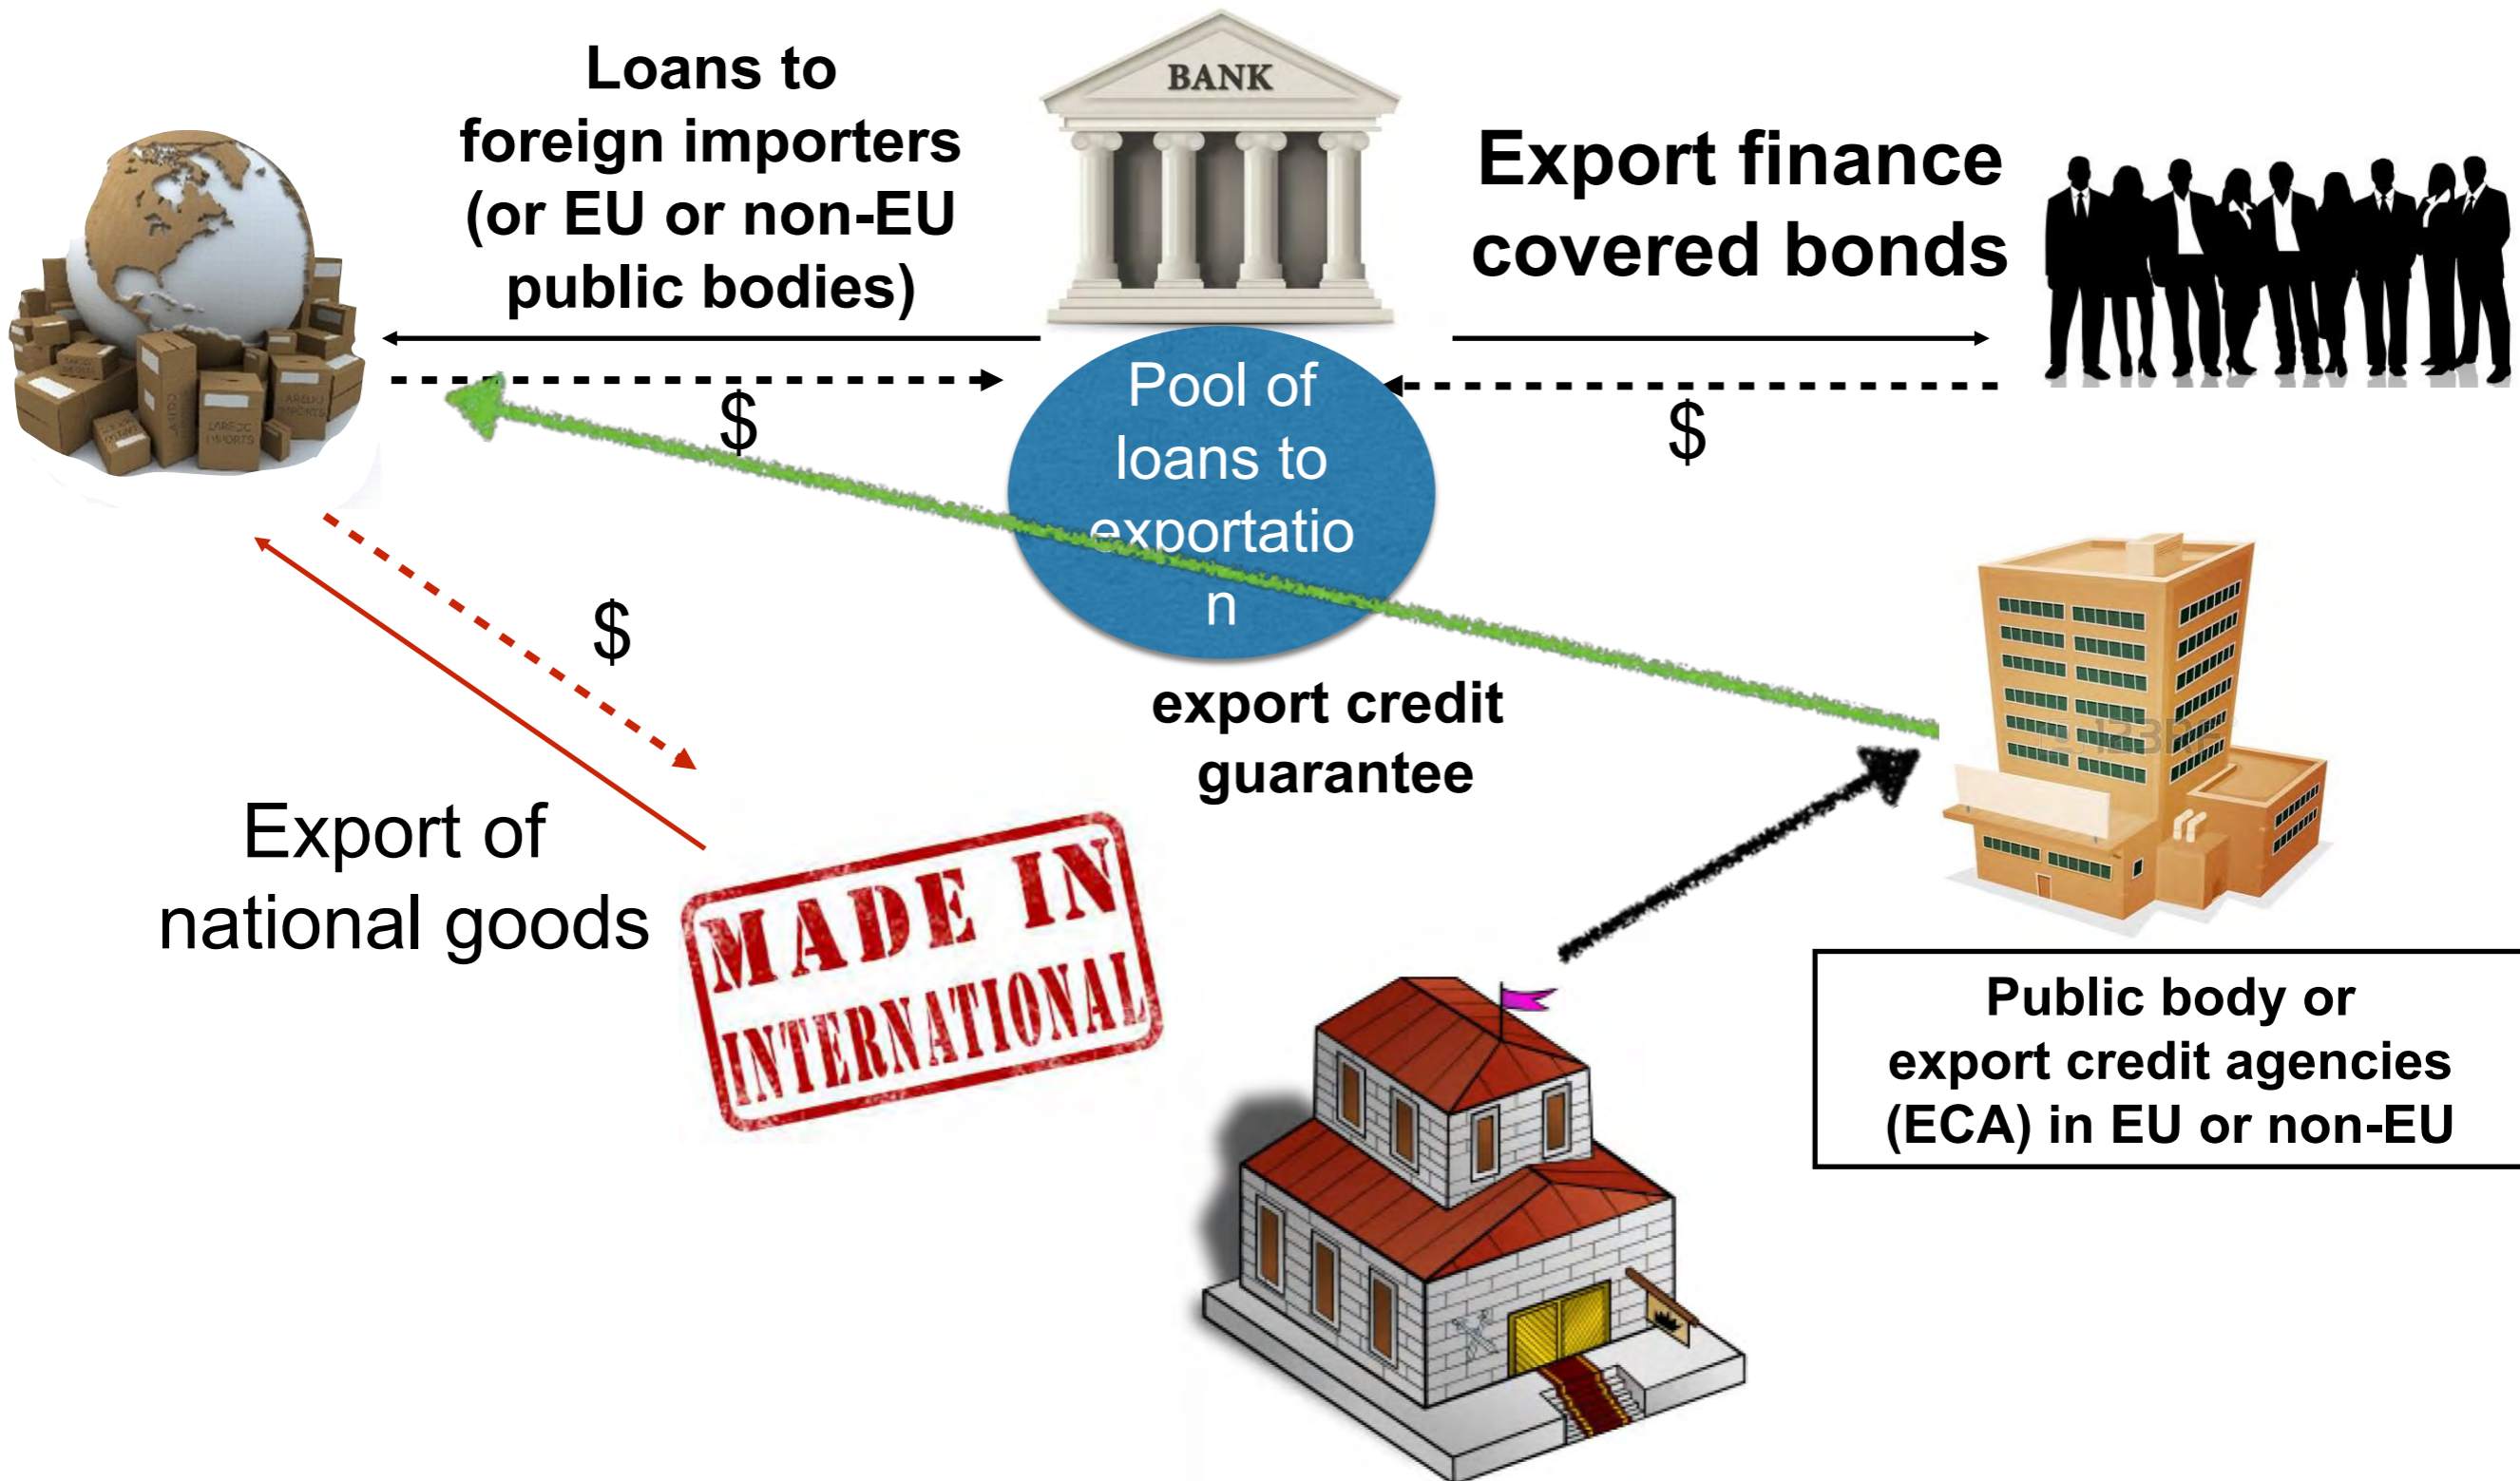 Loans to
foreign importers
(or EU or non-EU
public bodies)
BANK
Export finance
covered bonds
Pool of
loans to
exportatio
n
$
$
$
export credit
guarantee
Export of
national goods
MADE IN
INTERNATIONAL
123RF
Public body or
export credit agencies
(ECA) in EU or non-EU